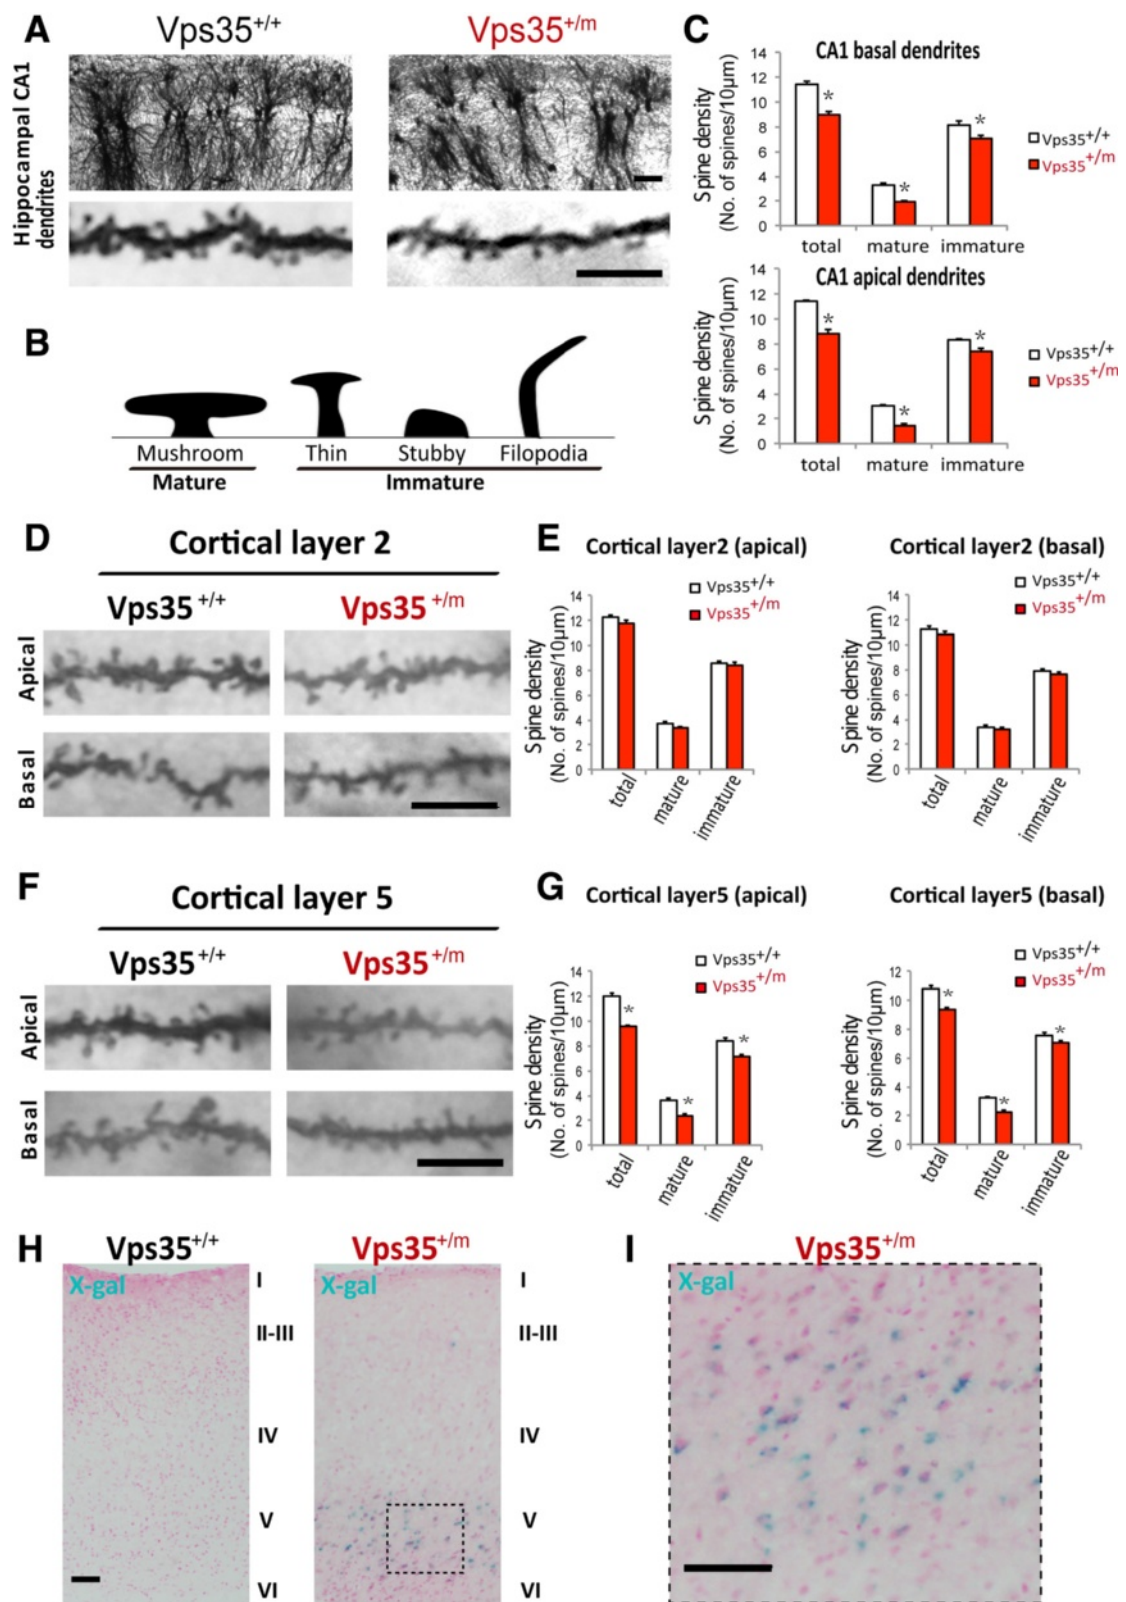 A
Vps35+/+
Vps35+/m
Hippocampal CA1
dendrites
B
Mushroom
Thin
Stubby
Filopodia
Mature
Immature
C
CA1 basal dendrites
Spine density
(No. of spines/10μm)
14
12
10
8
6
4
2
0
total
mature
immature
*
*
*
Vps35+/+
Vps35+/m
CA1 apical dendrites
Spine density
(No. of spines/10μm)
14
12
10
8
6
4
2
0
total
mature
immature
*
*
*
Vps35+/+
Vps35+/m
D
Cortical layer 2
Vps35 +/+
Vps35 +/m
Apical
Basal
E
Cortical layer2 (apical)
Vps35+/+
Vps35+/m
Spine density
(No. of spines/10μm)
14
12
10
8
6
4
2
0
total
mature
immature
Cortical layer2 (basal)
Vps35+/+
Vps35+/m
Spine density
(No. of spines/10μm)
14
12
10
8
6
4
2
0
total
mature
immature
F
Cortical layer 5
Vps35+/+
Vps35+/m
Apical
Basal
G
Cortical layer5 (apical)
Vps35+/+
Vps35+/m
Spine density
(No. of spines/10μm)
14
12
10
8
6
4
2
0
*
*
*
total
mature
immature
Cortical layer5 (basal)
Vps35+/+
Vps35+/m
Spine density
(No. of spines/10μm)
12
10
8
6
4
2
0
*
*
*
total
mature
immature
H
Vps35+/+
X-gal
I
II-III
IV
V
VI
Vps35+/m
X-gal
I
II-III
IV
V
VI
I
Vps35+/m
X-gal